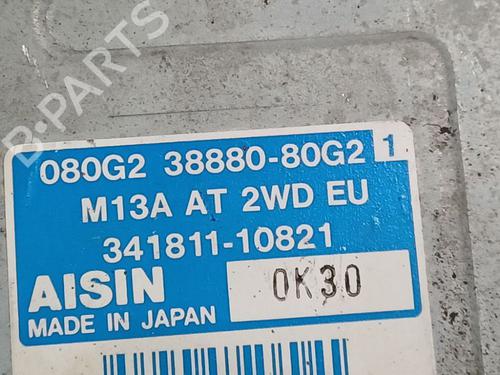 B-PARTS
080G2 38880-80G2 1
M13A AT 2WD EU
341811-10821
AISIN 0K30
MADE IN JAPAN